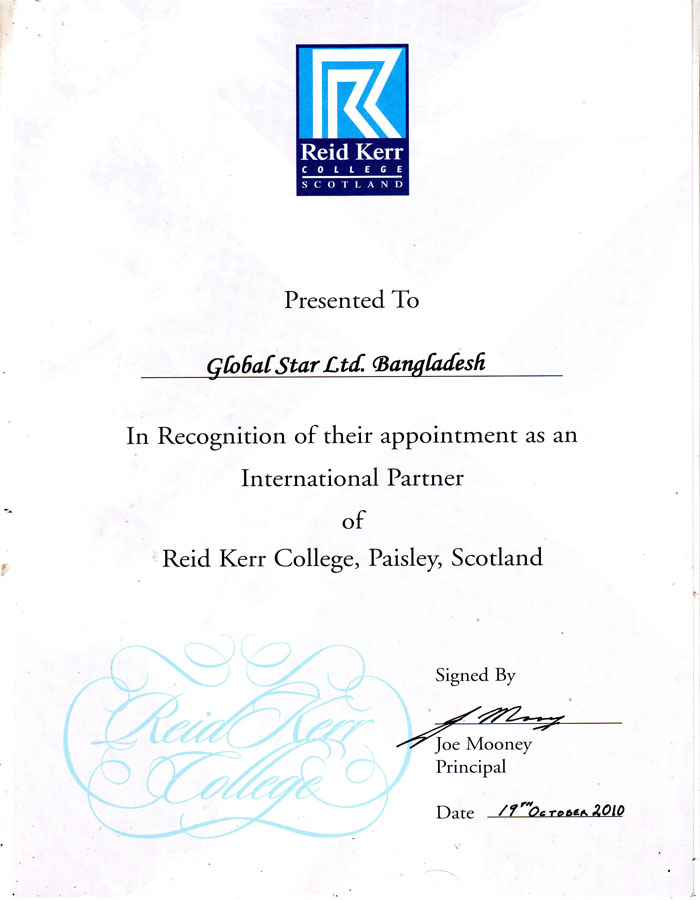 Reid Kerr
COLLEGE
SCOTLAND
Presented To
Global Star Ltd. Bangladesh
In Recognition of their appointment as an
International Partner
of
Reid Kerr College, Paisley, Scotland
Reid Kerr
College
Signed By
J Mooney
Joe Mooney
Principal
Date 19TH OCTOBER 2010